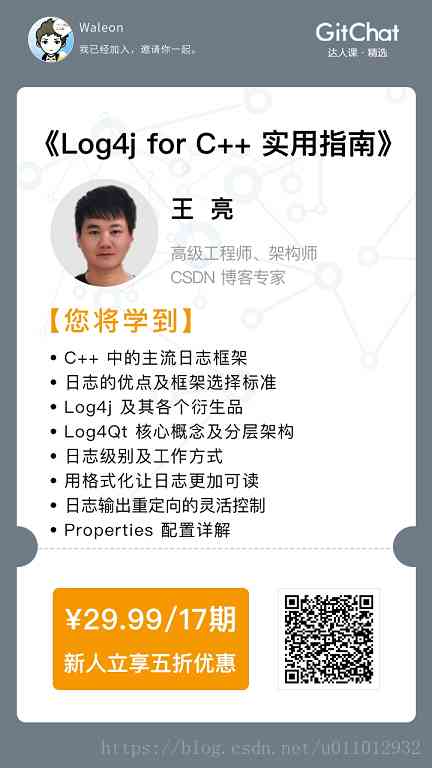 Waleon
我已经加入，邀请你一起。
GitChat
达人课·精选
《Log4j for C++ 实用指南》
王 亮
高级工程师、架构师
CSDN 博客专家
【您将学到】
• C++ 中的主流日志框架
• 日志的优点及框架选择标准
• Log4j 及其各个衍生品
• Log4Qt 核心概念及分层架构
• 日志级别及工作方式
• 用格式化让日志更加可读
• 日志输出重定向的灵活控制
• Properties 配置详解
¥29.99/17期
新人立享五折优惠
https://blog.csdn.net/u011012932